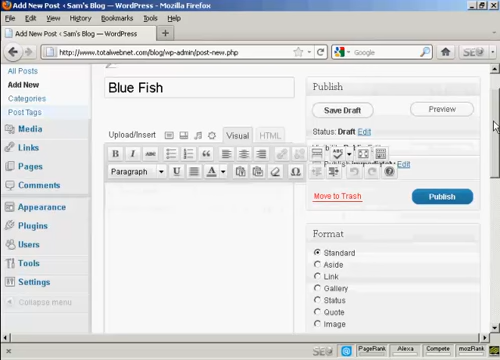 Add New Post ‹ Sam's Blog — WordPress - Mozilla Firefox
File Edit View History Bookmarks Tools Help
Add New Post ‹ Sam's Blog — WordPress
http://www.totalwebnet.com/blog/wp-admin/post-new.php
Google
All Posts
Add New
Categories
Post Tags
Media
Links
Pages
Comments
Appearance
Plugins
Users
Tools
Settings
Collapse menu
Blue Fish
Upload/Insert
Visual
HTML
B I ABC
ABC
Paragraph
U
A
Publish
Save Draft
Preview
Status: Draft Edit
Edit
Move to Trash
Publish
Format
Standard
Aside
Link
Gallery
Status
Quote
Image
PageRank
Alexa
Compete
mozRank